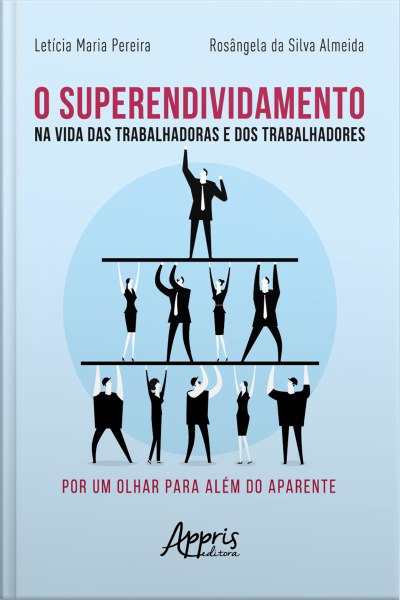 Letícia Maria Pereira Rosângela da Silva Almeida
O SUPERENDIVIDAMENTO
NA VIDA DAS TRABALHADORAS E DOS TRABALHADORES
POR UM OLHAR PARA ALÉM DO APARENTE
Appris
editora